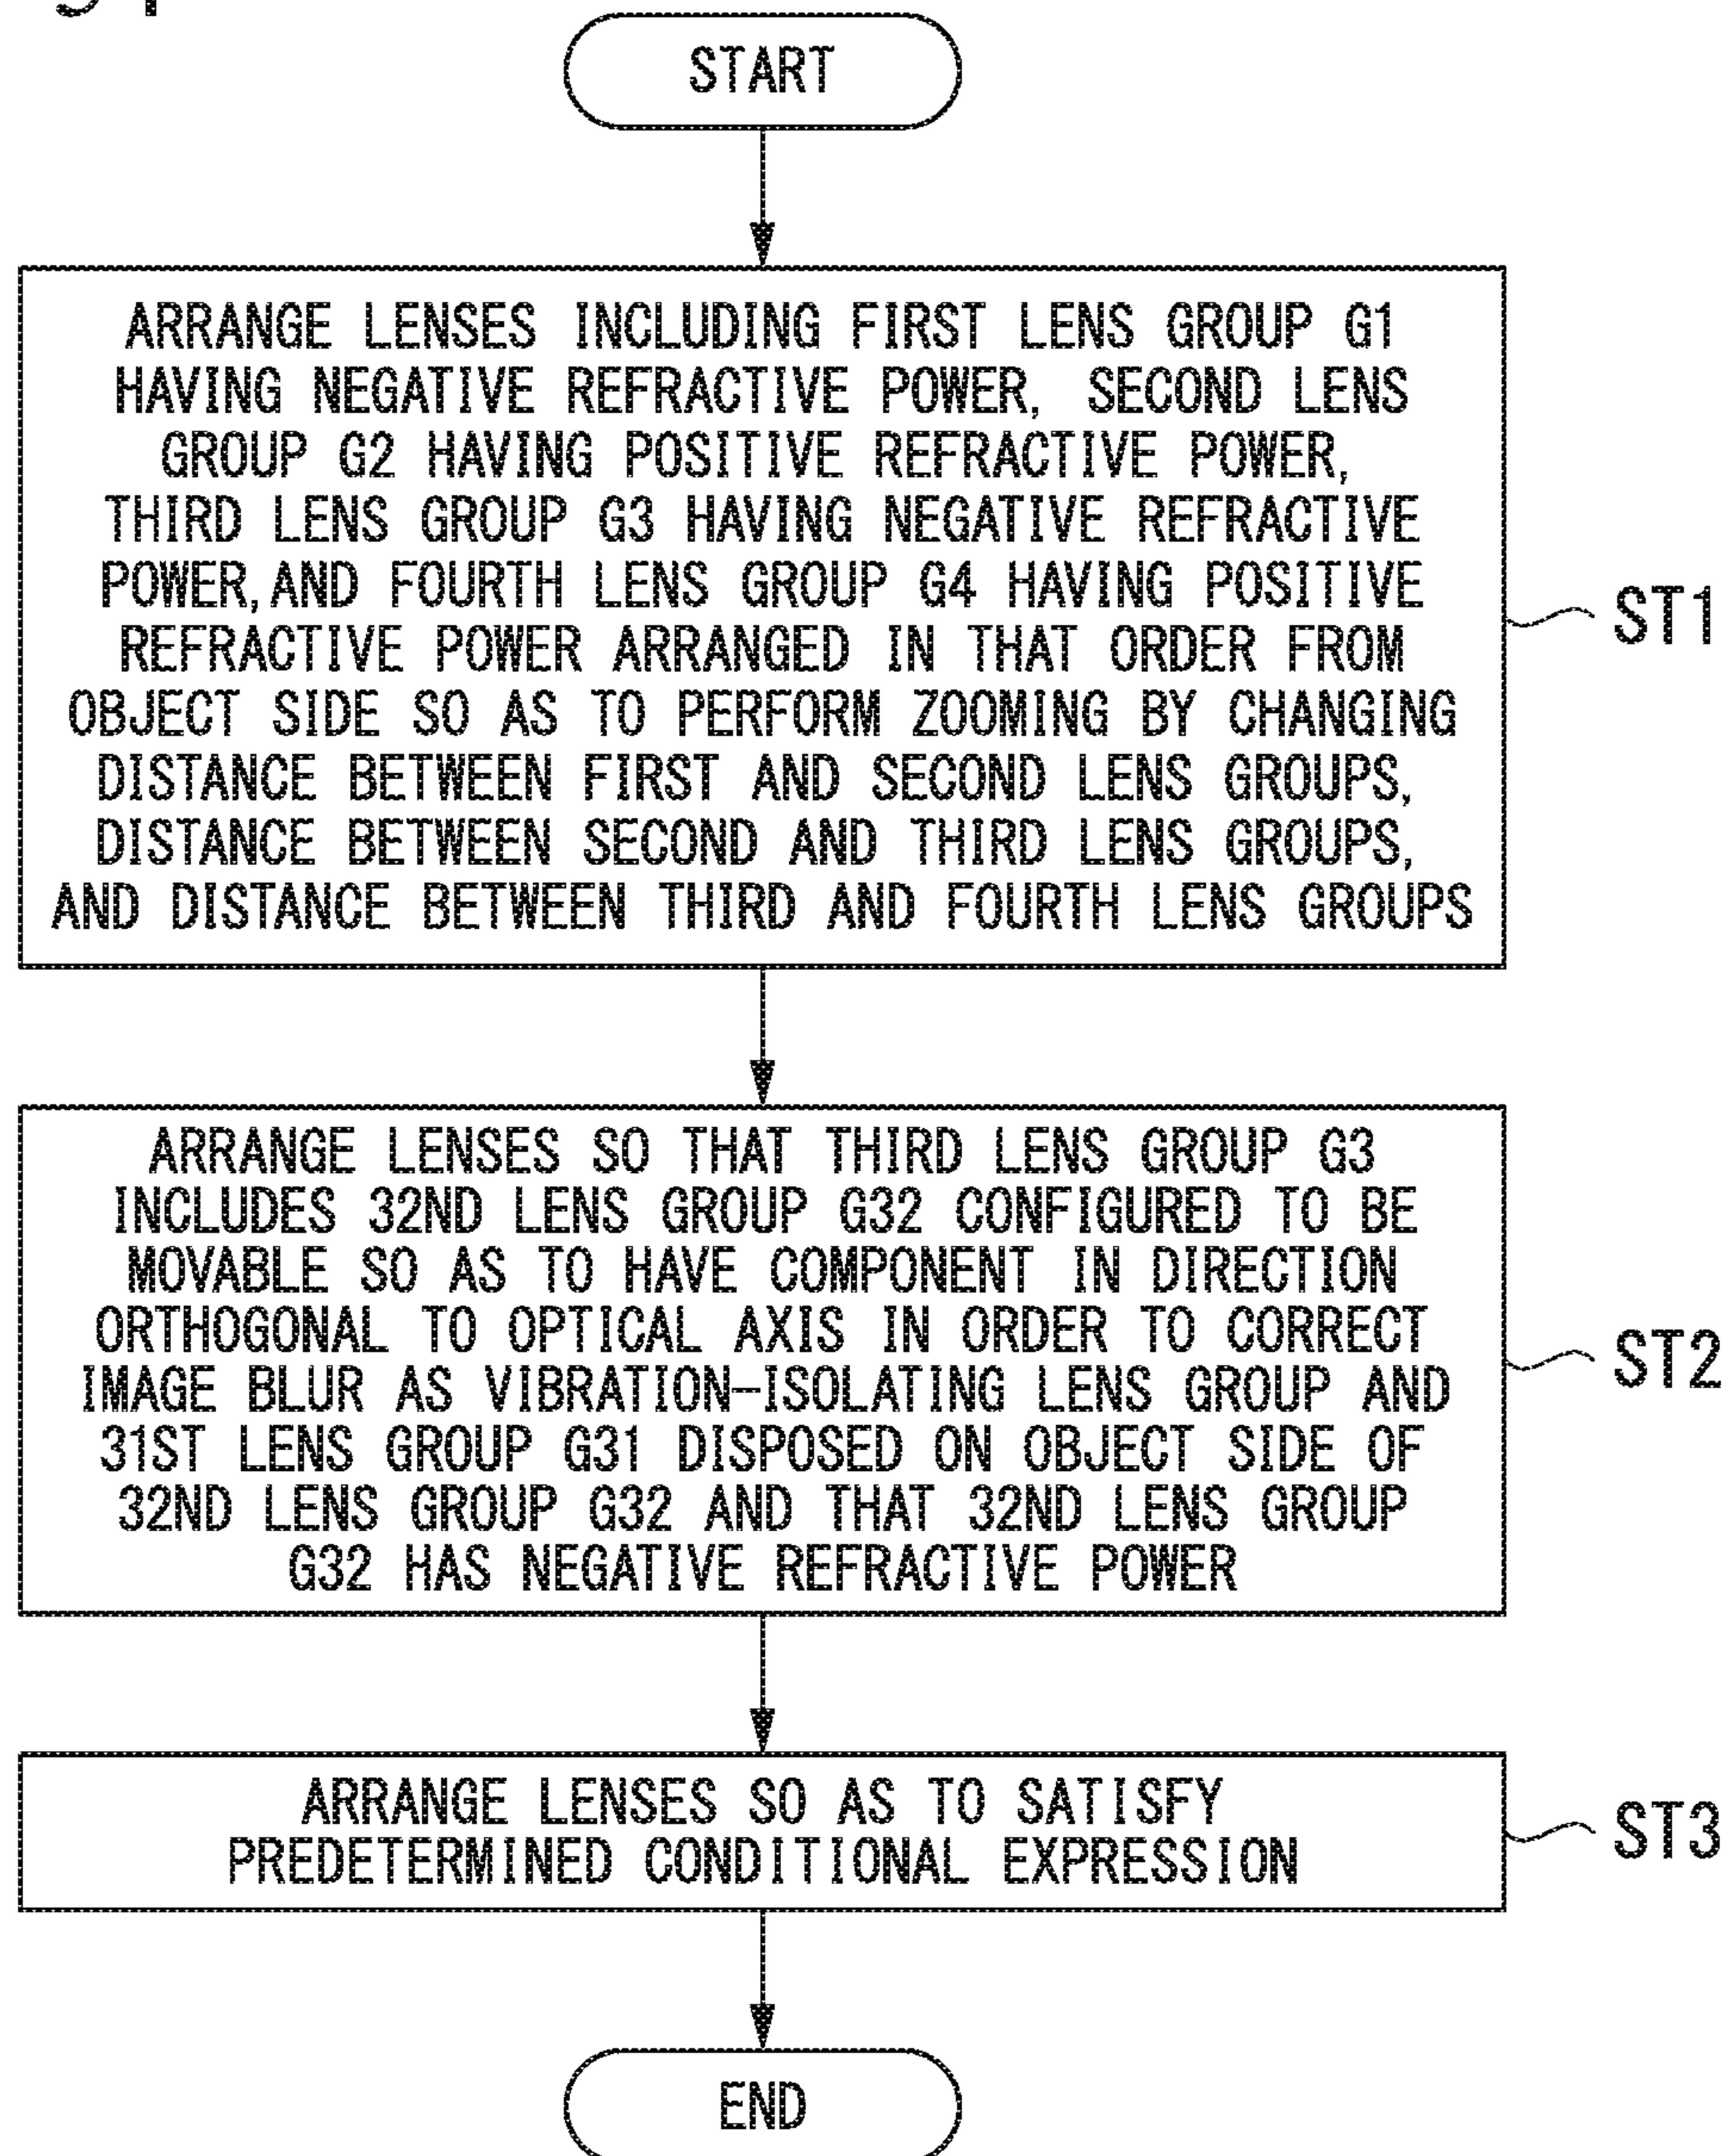 START
ARRANGE LENSES INCLUDING FIRST LENS GROUP G1
HAVING NEGATIVE REFRACTIVE POWER, SECOND LENS
GROUP G2 HAVING POSITIVE REFRACTIVE POWER,
THIRD LENS GROUP G3 HAVING NEGATIVE REFRACTIVE
POWER, AND FOURTH LENS GROUP G4 HAVING POSITIVE
REFRACTIVE POWER ARRANGED IN THAT ORDER FROM
OBJECT SIDE SO AS TO PERFORM ZOOMING BY CHANGING
DISTANCE BETWEEN FIRST AND SECOND LENS GROUPS,
DISTANCE BETWEEN SECOND AND THIRD LENS GROUPS,
AND DISTANCE BETWEEN THIRD AND FOURTH LENS GROUPS
ST1
ARRANGE LENSES SO THAT THIRD LENS GROUP G3
INCLUDES 32ND LENS GROUP G32 CONFIGURED TO BE
MOVABLE SO AS TO HAVE COMPONENT IN DIRECTION
ORTHOGONAL TO OPTICAL AXIS IN ORDER TO CORRECT
IMAGE BLUR AS VIBRATION-ISOLATING LENS GROUP AND
31ST LENS GROUP G31 DISPOSED ON OBJECT SIDE OF
32ND LENS GROUP G32 AND THAT 32ND LENS GROUP
G32 HAS NEGATIVE REFRACTIVE POWER
ST2
ARRANGE LENSES SO AS TO SATISFY
PREDETERMINED CONDITIONAL EXPRESSION
ST3
END